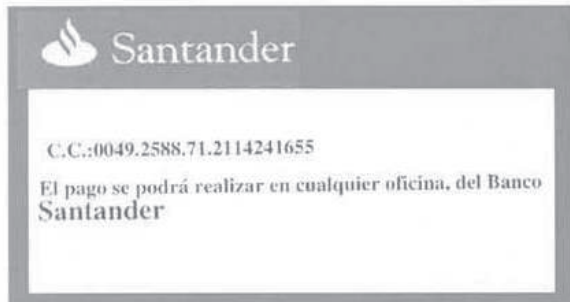 Santander
C.C.:0049.2588.71.2114241655
El pago se podrá realizar en cualquier oficina, del Banco
Santander